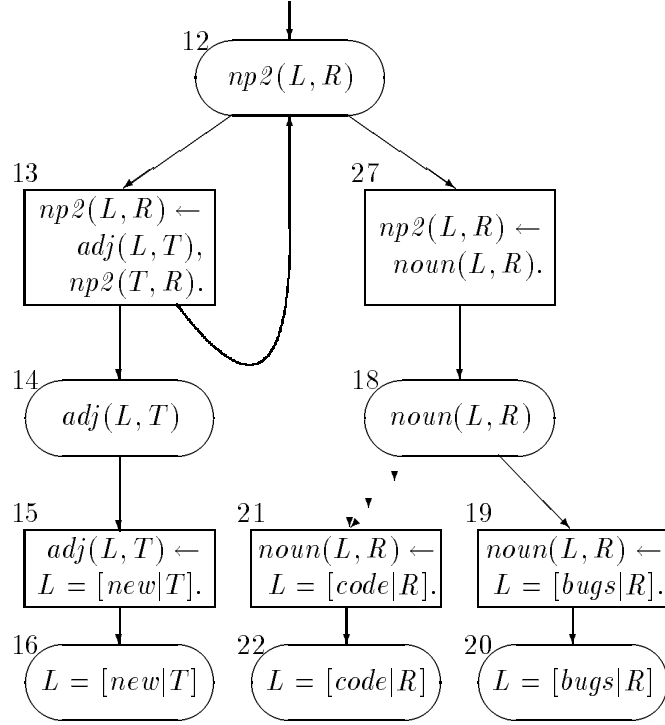 12
np2(L, R)
13
np2(L, R) ←
adj(L, T),
np2(T, R).
27
np2(L, R) ←
noun(L, R).
14
adj(L, T)
18
noun(L, R)
15
adj(L, T) ←
L = [new|T].
21
noun(L, R) ←
L = [code|R].
19
noun(L, R) ←
L = [bugs|R].
16
L = [new|T]
22
L = [code|R]
20
L = [bugs|R]